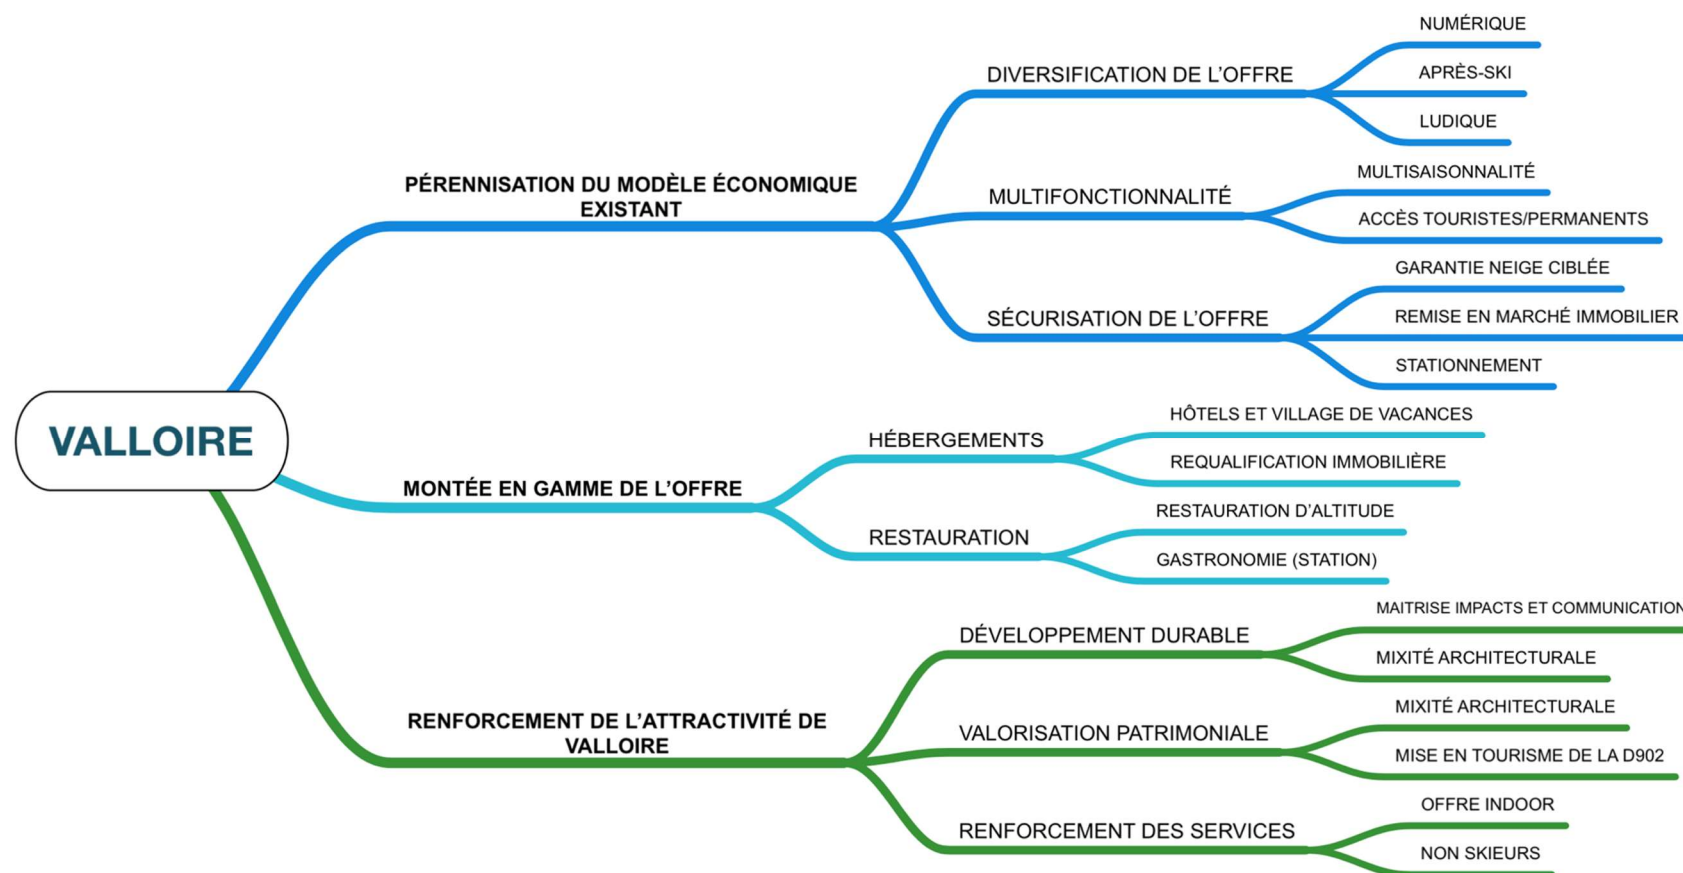 VALLOIRE
PÉRENNISATION DU MODÈLE ÉCONOMIQUE
EXISTANT
DIVERSIFICATION DE L’OFFRE
NUMÉRIQUE
APRÈS-SKI
LUDIQUE
MULTIFONCTIONNALITÉ
MULTISAISONNALITÉ
ACCÈS TOURISTES/PERMANENTS
SÉCURISATION DE L’OFFRE
GARANTIE NEIGE CIBLÉE
REMISE EN MARCHÉ IMMOBILIER
STATIONNEMENT
MONTÉE EN GAMME DE L’OFFRE
HÉBERGEMENTS
HÔTELS ET VILLAGE DE VACANCES
REQUALIFICATION IMMOBILIÈRE
RESTAURATION
RESTAURATION D’ALTITUDE
GASTRONOMIE (STATION)
RENFORCEMENT DE L’ATTRACTIVITÉ DE
VALLOIRE
DÉVELOPPEMENT DURABLE
MAITRISE IMPACTS ET COMMUNICATION
MIXITÉ ARCHITECTURALE
VALORISATION PATRIMONIALE
MIXITÉ ARCHITECTURALE
MISE EN TOURISME DE LA D902
RENFORCEMENT DES SERVICES
OFFRE INDOOR
NON SKIEURS